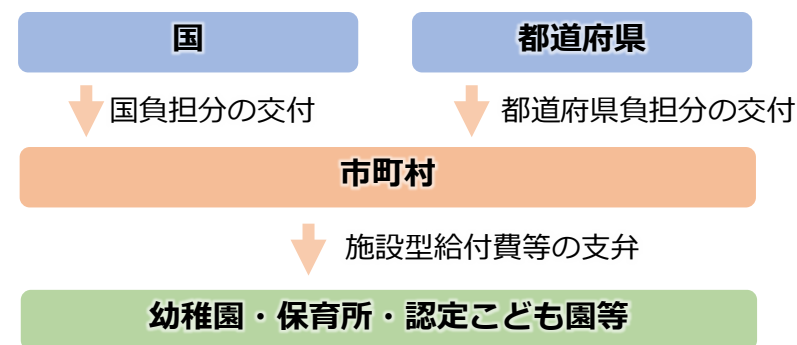 国
都道府県
国負担分の交付
都道府県負担分の交付
市町村
施設型給付費等の支弁
幼稚園・保育所・認定こども園等